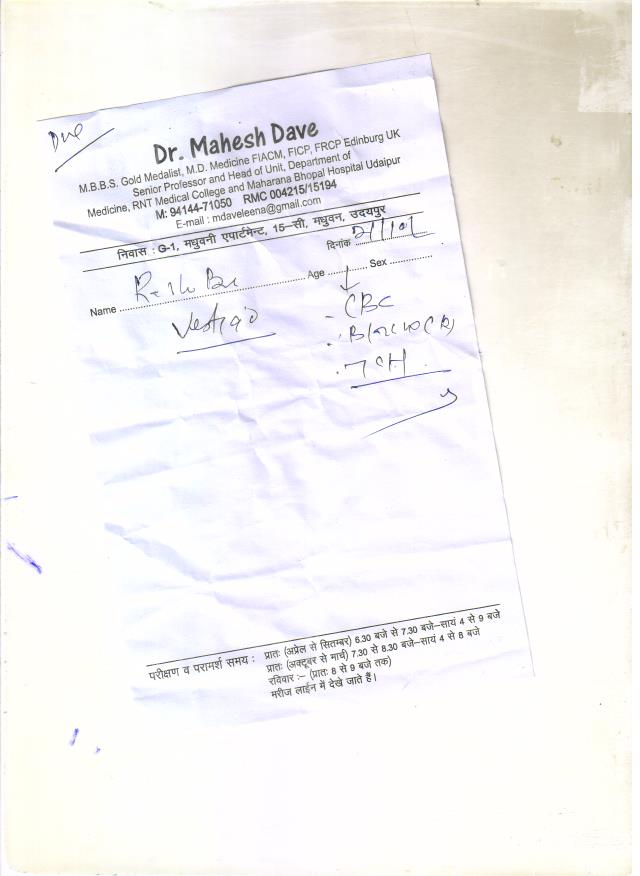 Due
Dr. Mahesh Dave
M.B.B.S. Gold Medalist, M.D. Medicine FIACM, FICP, FRCP Edinburg UK
Senior Professor and Head of Unit, Department of
Medicine, RNT Medical College and Maharana Bhopal Hospital Udaipur
M: 94144-71050 RMC 004215/15194
E-mail : mdaveleena@gmail.com
निवास : G-1, मधुवनी एपार्टमेन्ट, 15-सी, मधुवन, उदयपुर
दिनांक
Name Age Sex
CBC
परीक्षण व परामर्श समय : प्रातः (अप्रेल से सितम्बर) 6.30 बजे से 7.30 बजे-सायं 4 से 9 बजे
प्रातः (अक्टूबर से मार्च) 7.30 से 8.30 बजे-सायं 4 से 8 बजे
रविवार :- (प्रातः 8 से 9 बजे तक)
मरीज लाईन में देखे जाते हैं।